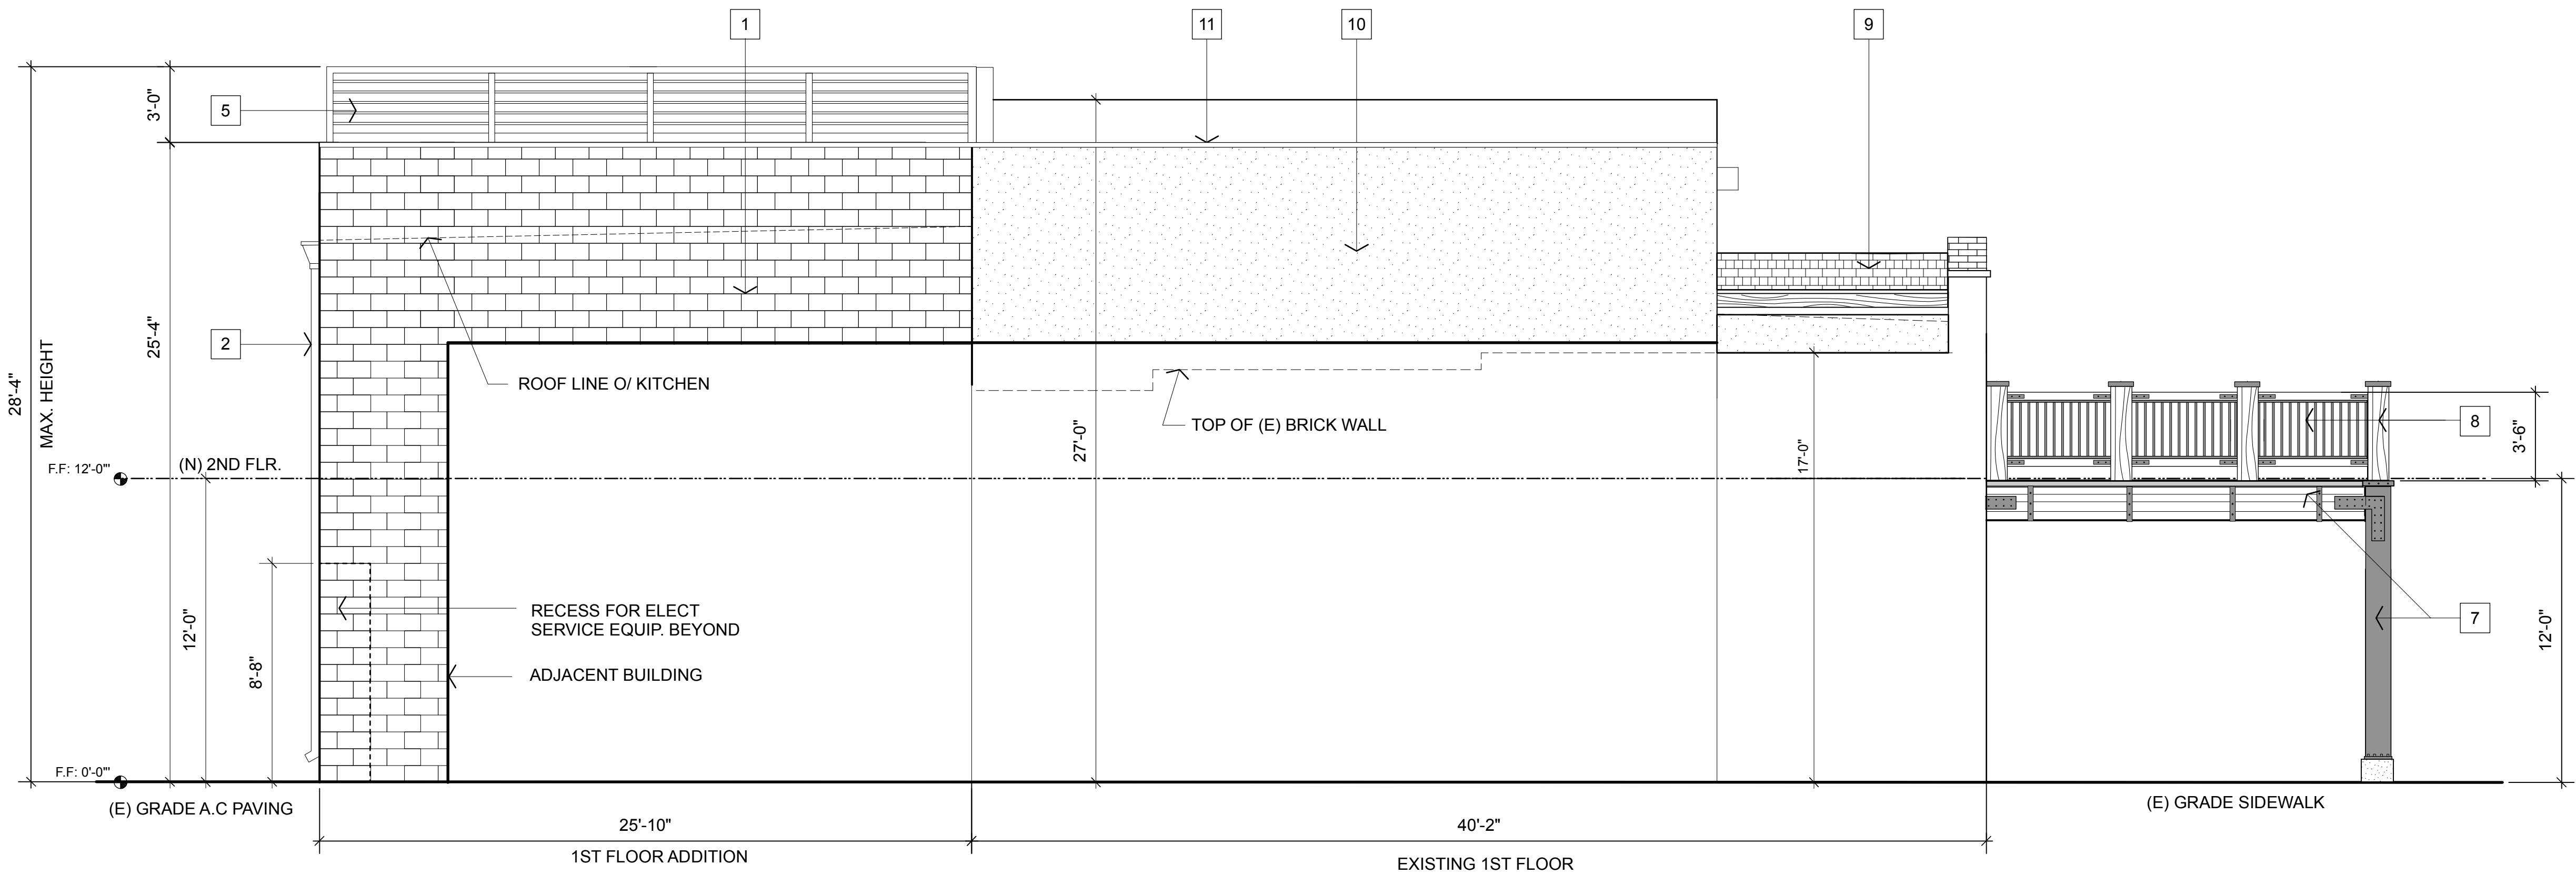 1
11
10
9
5
3'-0"
2
25'-4"
28'-4"
MAX. HEIGHT
ROOF LINE O/ KITCHEN
TOP OF (E) BRICK WALL
27'-0"
17'-0"
8
3'-6"
F.F: 12'-0'"
(N) 2ND FLR.
12'-0"
8'-8"
RECESS FOR ELECT
SERVICE EQUIP. BEYOND
ADJACENT BUILDING
7
12'-0"
F.F: 0'-0'"
(E) GRADE A.C PAVING
(E) GRADE SIDEWALK
25'-10"
1ST FLOOR ADDITION
40'-2"
EXISTING 1ST FLOOR